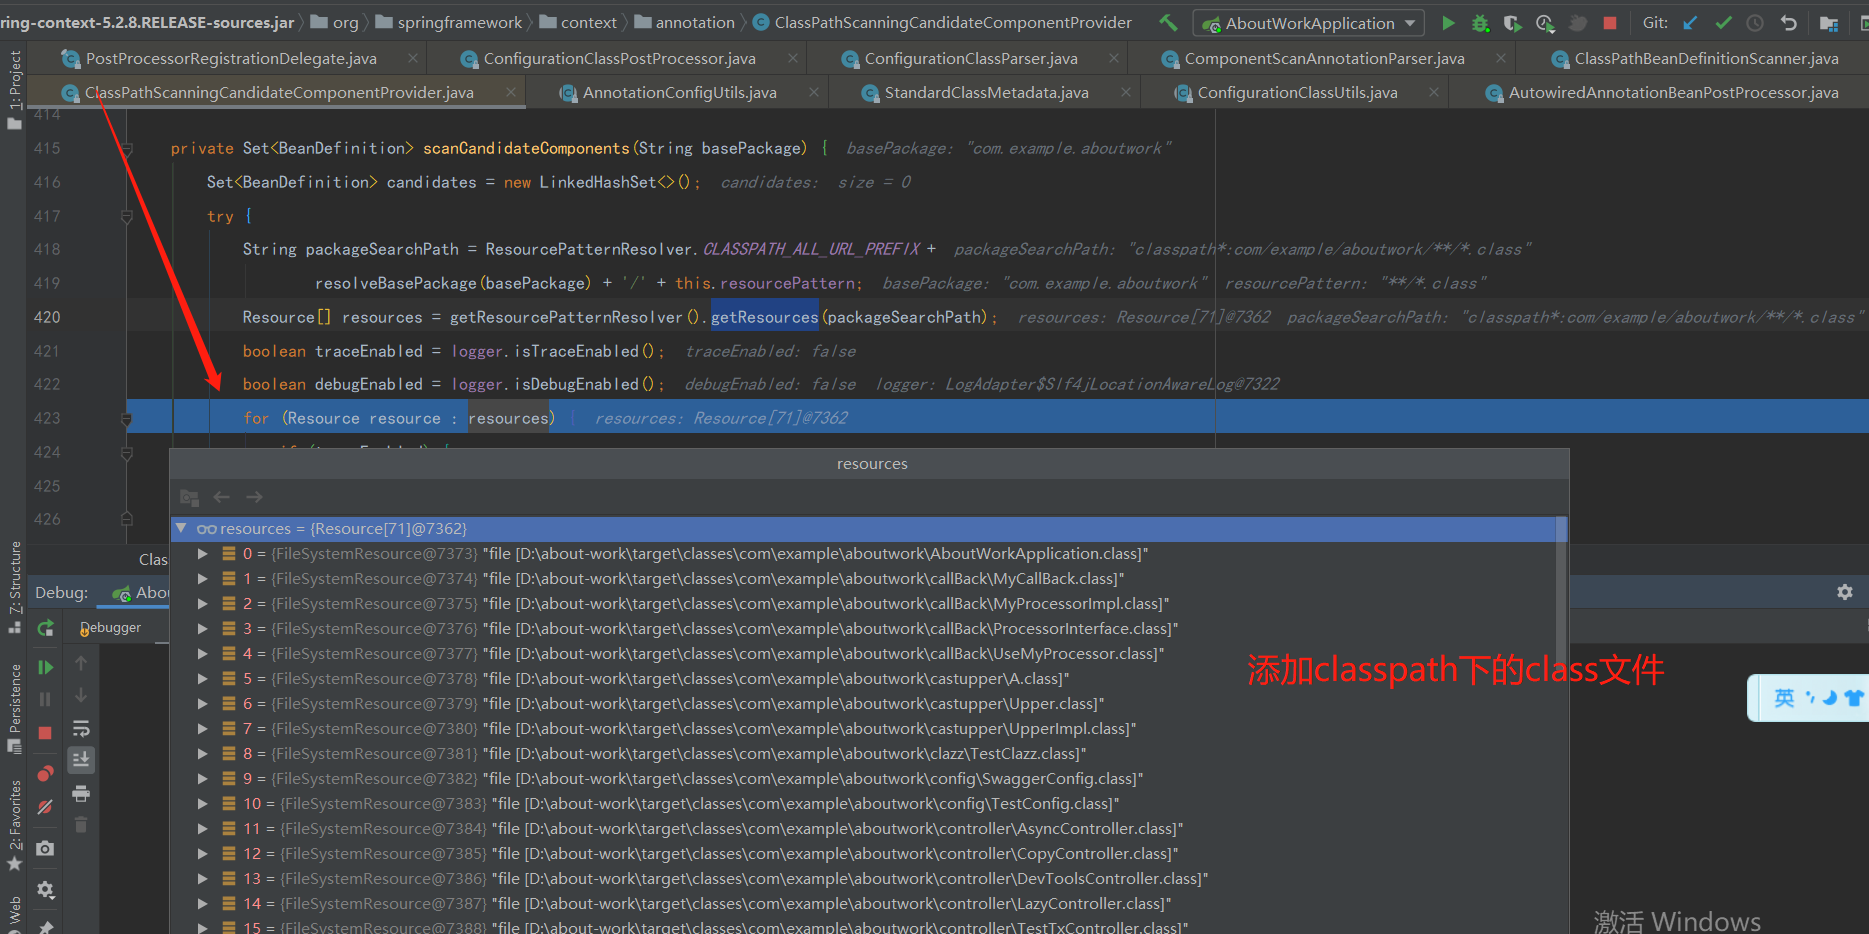 ring-context-5.2.8.RELEASE-sources.jar org springframework context annotation ClassPathScanningCandidateComponentProvider AboutWorkApplication Git:
PostProcessorRegistrationDelegate.java ConfigurationClassPostProcessor.java ConfigurationClassParser.java ComponentScanAnnotationParser.java ClassPathBeanDefinitionScanner.java
ClassPathScanningCandidateComponentProvider.java AnnotationConfigUtils.java StandardClassMetadata.java ConfigurationClassUtils.java AutowiredAnnotationBeanPostProcessor.java
1: Project
414
415 private Set<BeanDefinition> scanCandidateComponents(String basePackage) { basePackage: "com.example.aboutwork"
416 Set<BeanDefinition> candidates = new LinkedHashSet<>(); candidates: size = 0
417 try {
418 String packageSearchPath = ResourcePatternResolver.CLASSPATH_ALL_URL_PREFIX + packageSearchPath: "classpath*:com/example/aboutwork/**/*.class"
419 resolveBasePackage(basePackage) + '/' + this.resourcePattern; basePackage: "com.example.aboutwork" resourcePattern: "**/*.class"
420 Resource[] resources = getResourcePatternResolver().getResources(packageSearchPath); resources: Resource[71]@7362 packageSearchPath: "classpath*:com/example/aboutwork/**/*.class"
421 boolean traceEnabled = logger.isTraceEnabled(); traceEnabled: false
422 boolean debugEnabled = logger.isDebugEnabled(); debugEnabled: false logger: LogAdapter$Slf4jLocationAwareLog@7322
423 for (Resource resource : resources) { resources: Resource[71]@7362
424
425
426
resources
resources = {Resource[71]@7362}
0 = {FileSystemResource@7373} "file [D:\about-work\target\classes\com\example\aboutwork\AboutWorkApplication.class]"
1 = {FileSystemResource@7374} "file [D:\about-work\target\classes\com\example\aboutwork\callBack\MyCallBack.class]"
2 = {FileSystemResource@7375} "file [D:\about-work\target\classes\com\example\aboutwork\callBack\MyProcessorImpl.class]"
3 = {FileSystemResource@7376} "file [D:\about-work\target\classes\com\example\aboutwork\callBack\ProcessorInterface.class]"
4 = {FileSystemResource@7377} "file [D:\about-work\target\classes\com\example\aboutwork\callBack\UseMyProcessor.class]"
5 = {FileSystemResource@7378} "file [D:\about-work\target\classes\com\example\aboutwork\castupper\A.class]"
6 = {FileSystemResource@7379} "file [D:\about-work\target\classes\com\example\aboutwork\castupper\Upper.class]"
7 = {FileSystemResource@7380} "file [D:\about-work\target\classes\com\example\aboutwork\castupper\UpperImpl.class]"
8 = {FileSystemResource@7381} "file [D:\about-work\target\classes\com\example\aboutwork\clazz\TestClazz.class]"
9 = {FileSystemResource@7382} "file [D:\about-work\target\classes\com\example\aboutwork\config\SwaggerConfig.class]"
10 = {FileSystemResource@7383} "file [D:\about-work\target\classes\com\example\aboutwork\config\TestConfig.class]"
11 = {FileSystemResource@7384} "file [D:\about-work\target\classes\com\example\aboutwork\controller\AsyncController.class]"
12 = {FileSystemResource@7385} "file [D:\about-work\target\classes\com\example\aboutwork\controller\CopyController.class]"
13 = {FileSystemResource@7386} "file [D:\about-work\target\classes\com\example\aboutwork\controller\DevToolsController.class]"
14 = {FileSystemResource@7387} "file [D:\about-work\target\classes\com\example\aboutwork\controller\LazyController.class]"
15 = {FileSystemResource@7388} "file [D:\about-work\target\classes\com\example\aboutwork\controller\TestTxController.class]"
添加classpath下的class文件
英
Clas
Debug: Abou
Debugger
7: Structure
Persistence
2: Favorites
Web
激活 Windows